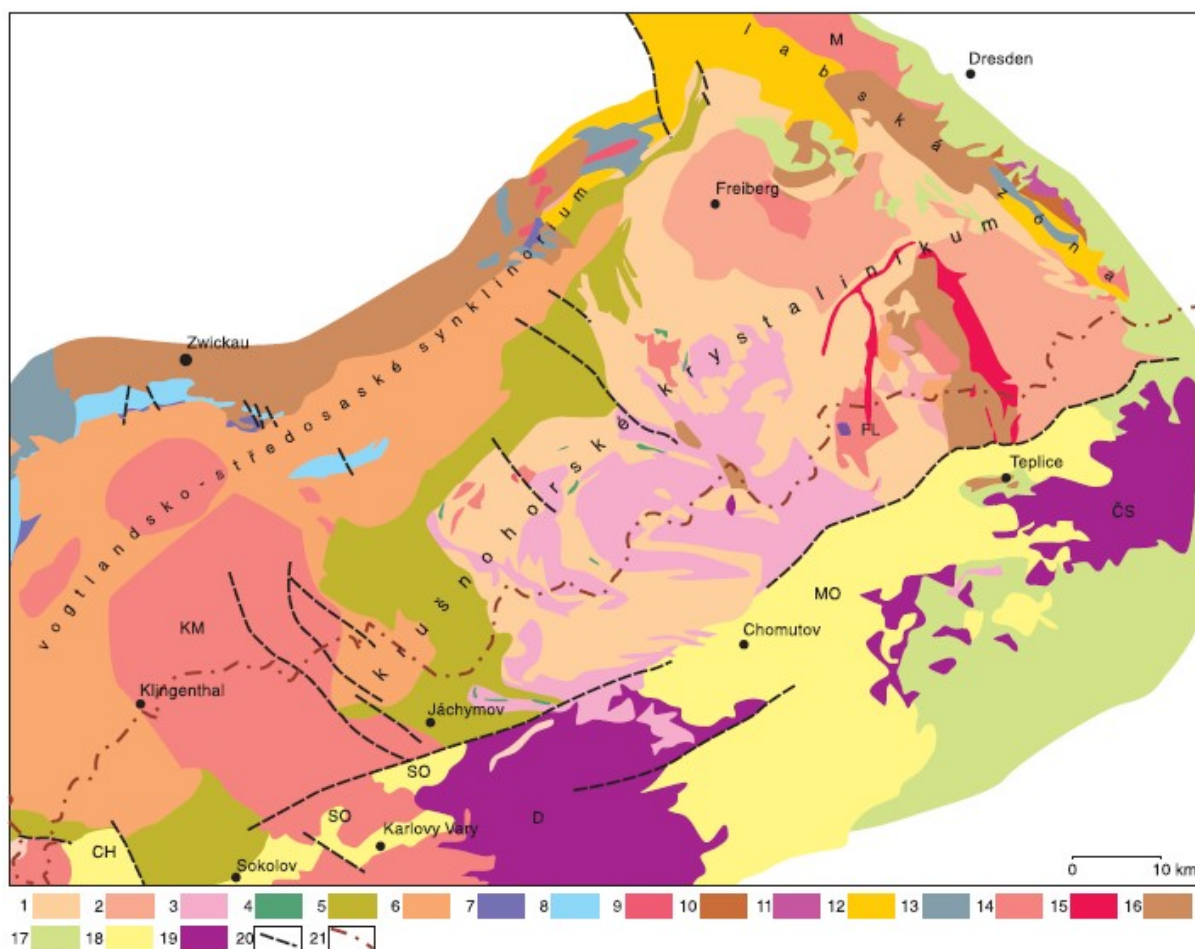 labská zóna
M
Dresden
Freiberg
Zwickau
vogtlandsko-středosaské synklinorium
krušnohorské krystalinikum
FL
Teplice
ČS
KM
MO
Chomutov
Klingenthal
Jáchymov
SO
SO
D
Karlovy Vary
CH
Sokolov
0 10 km
1 2 3 4 5 6 7 8 9 10 11 12 13 14 15 16
17 18 19 20 21